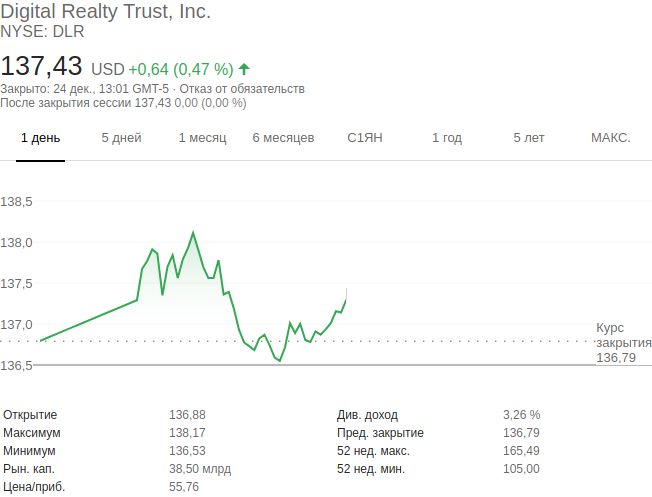 Digital Realty Trust, Inc.
NYSE: DLR
137,43 USD +0,64 (0,47 %)
Закрыто: 24 дек., 13:01 GMT-5 · Отказ от обязательств
После закрытия сессии 137,43 0,00 (0,00 %)
1 день 5 дней 1 месяц 6 месяцев С1ЯН 1 год 5 лет МАКС.
138,5
138,0
137,5
137,0
Курс
закрытия
136,79
136,5
Открытие 136,88 Див. доход 3,26 %
Максимум 138,17 Пред. закрытие 136,79
Минимум 136,53 52 нед. макс. 165,49
Рын. кап. 38,50 млрд 52 нед. мин. 105,00
Цена/приб. 55,76